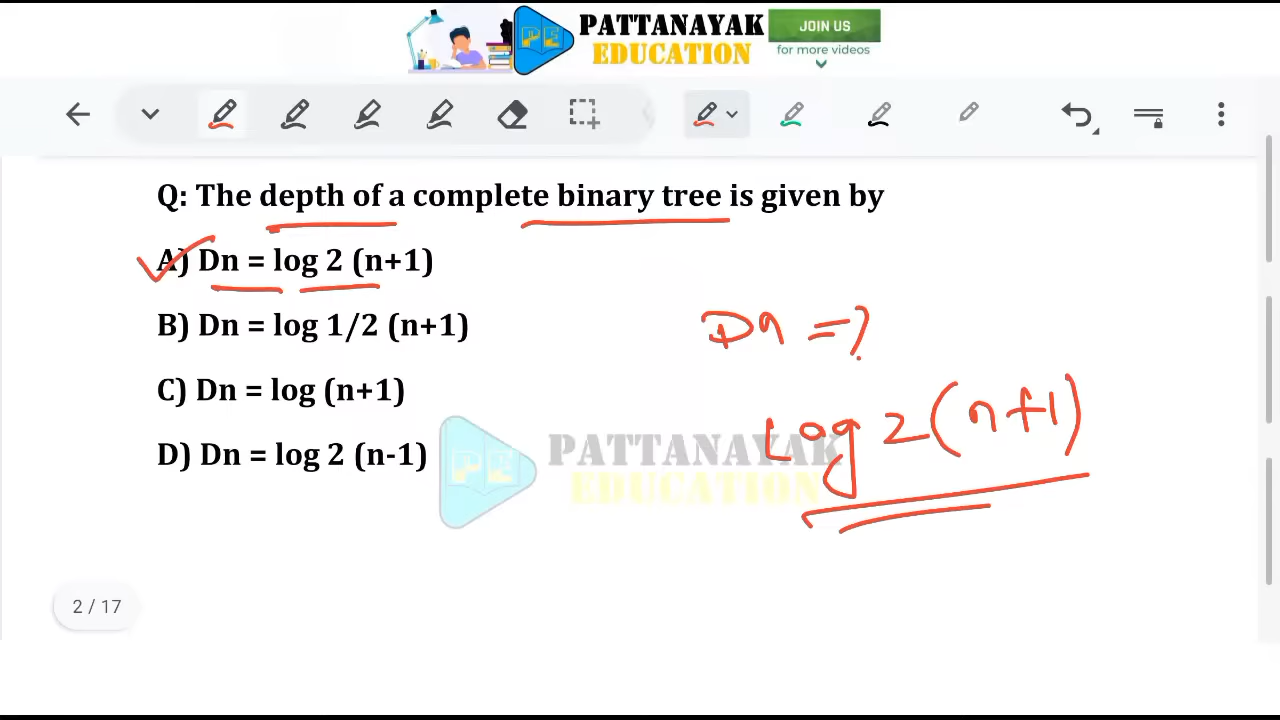 PATTANAYAK
EDUCATION
PE
JOIN US
for more videos
Q: The depth of a complete binary tree is given by
A) Dn = log 2 (n+1)
B) Dn = log 1/2 (n+1)
C) Dn = log (n+1)
D) Dn = log 2 (n-1)
Dn = ?
Log 2 (n+1)
PE
PATTANAYAK
EDUCATION
2 / 17